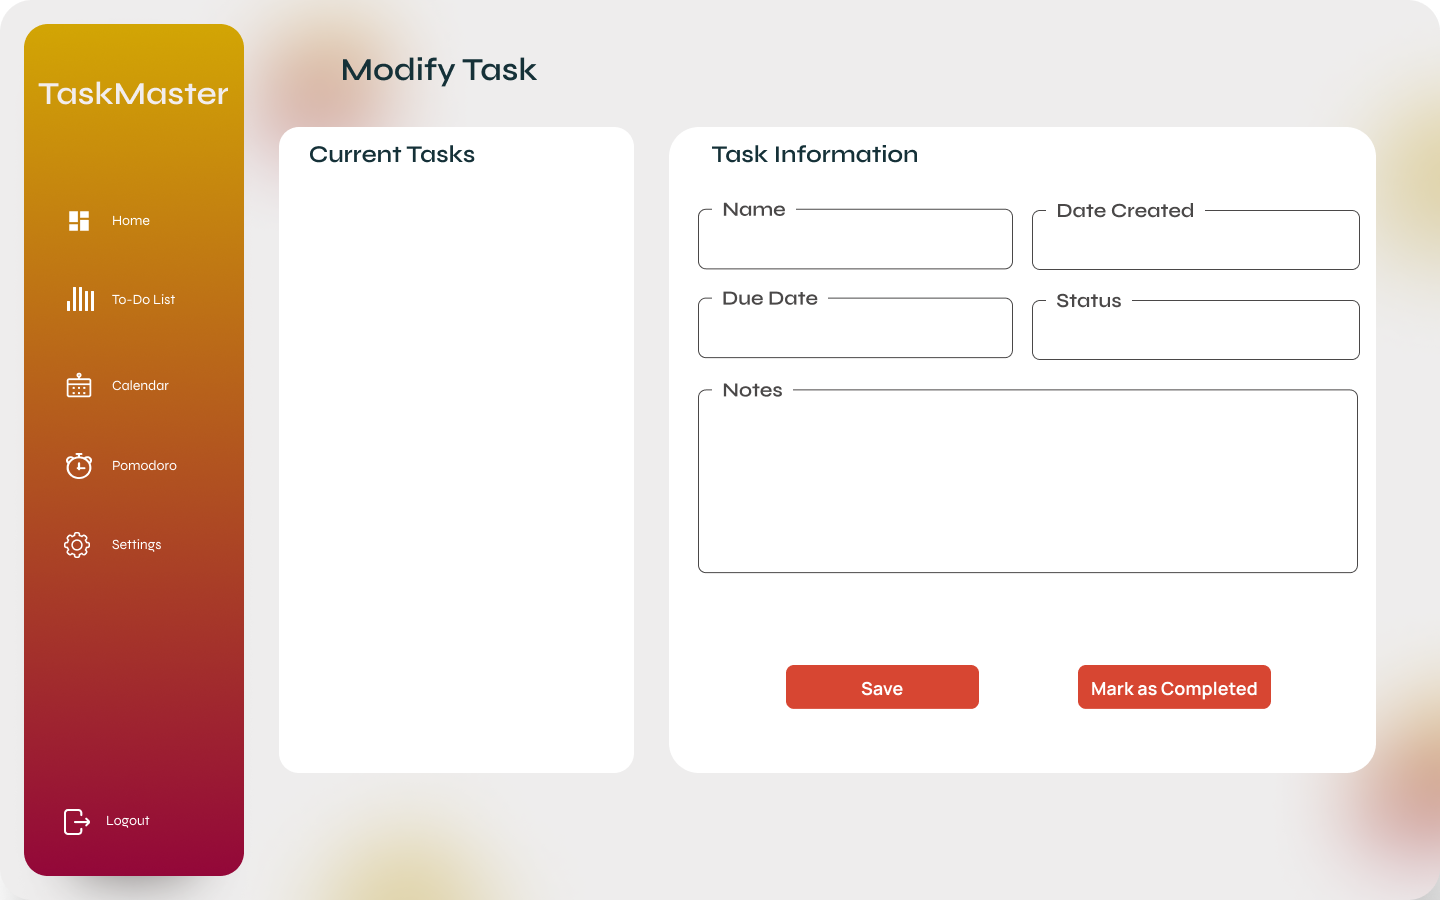 TaskMaster
Home
To-Do List
Calendar
Pomodoro
Settings
Logout
Modify Task
Current Tasks
Task Information
Name
Date Created
Due Date
Status
Notes
Save
Mark as Completed